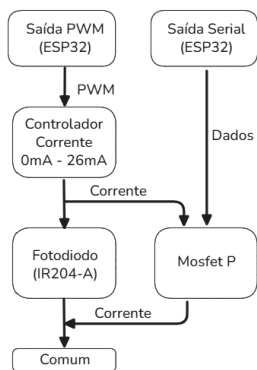 Saída PWM
(ESP32)
Saída Serial
(ESP32)
PWM
Controlador
Corrente
0mA - 26mA
Dados
Corrente
Fotodiodo
(IR204-A)
Mosfet P
Corrente
Comum